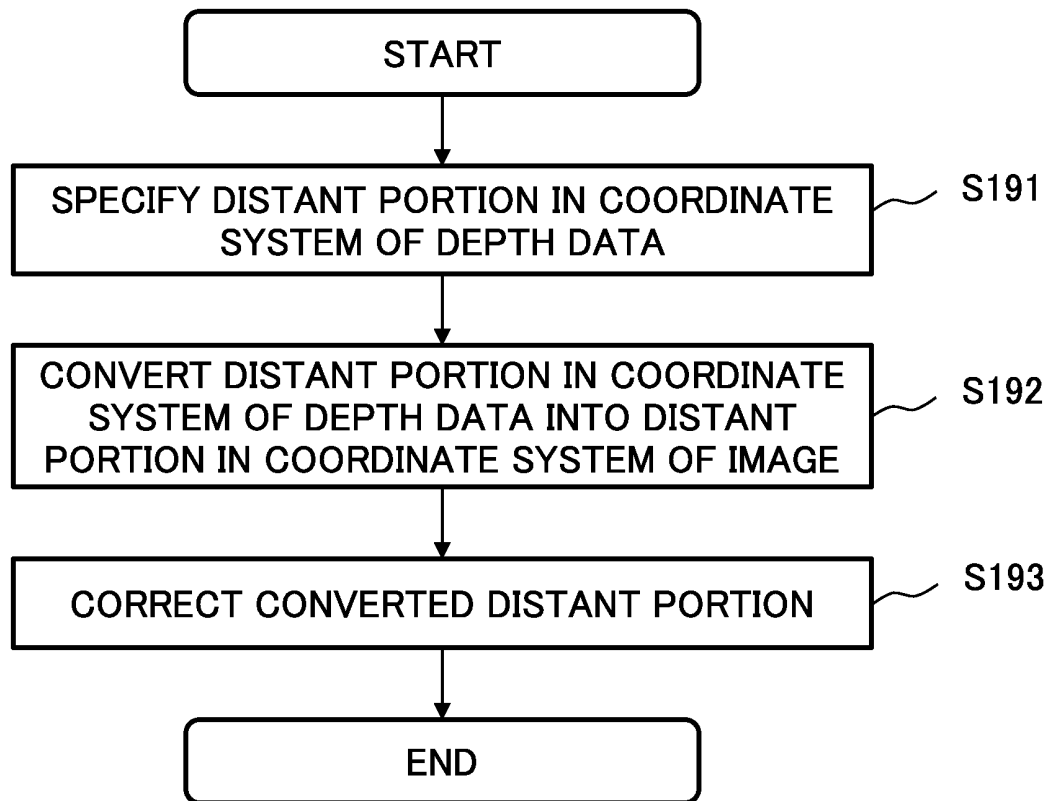 START
SPECIFY DISTANT PORTION IN COORDINATE
SYSTEM OF DEPTH DATA
S191
CONVERT DISTANT PORTION IN COORDINATE
SYSTEM OF DEPTH DATA INTO DISTANT
PORTION IN COORDINATE SYSTEM OF IMAGE
S192
CORRECT CONVERTED DISTANT PORTION
S193
END